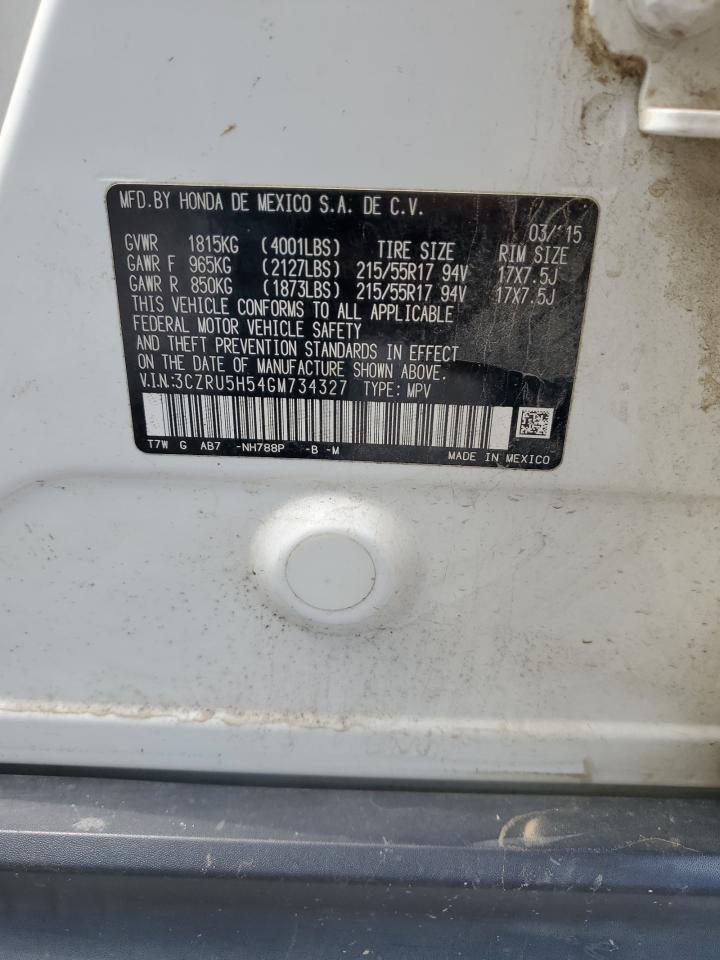 MFD.BY HONDA DE MEXICO S.A. DE C.V.
03/'15
GVWR 1815KG (4001LBS) TIRE SIZE RIM SIZE
GAWR F 965KG (2127LBS) 215/55R17 94V 17X7.5J
GAWR R 850KG (1873LBS) 215/55R17 94V 17X7.5J
THIS VEHICLE CONFORMS TO ALL APPLICABLE
FEDERAL MOTOR VEHICLE SAFETY
AND THEFT PREVENTION STANDARDS IN EFFECT
ON THE DATE OF MANUFACTURE SHOWN ABOVE.
V.I.N:3CZRU5H54GM734327 TYPE: MPV
T7W G AB7 -NH788P -B -M
MADE IN MEXICO